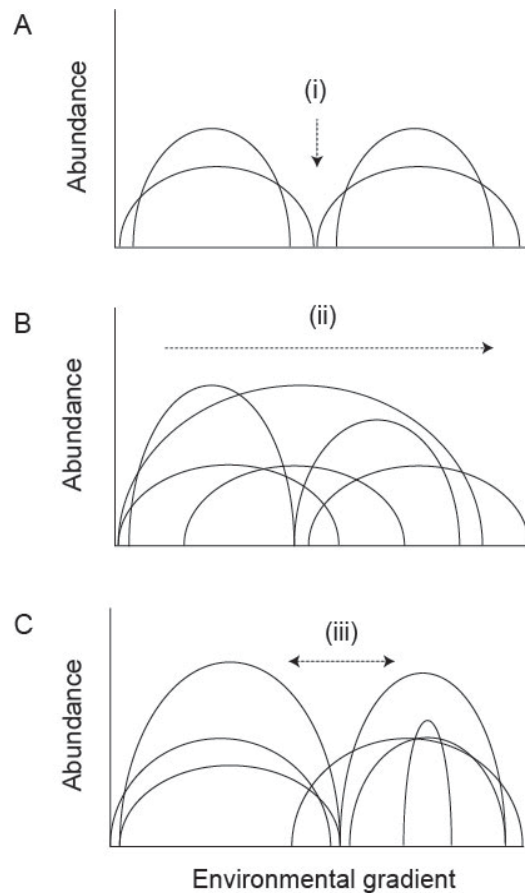 A
Abundance
(i)
B
Abundance
(ii)
C
Abundance
(iii)
Environmental gradient